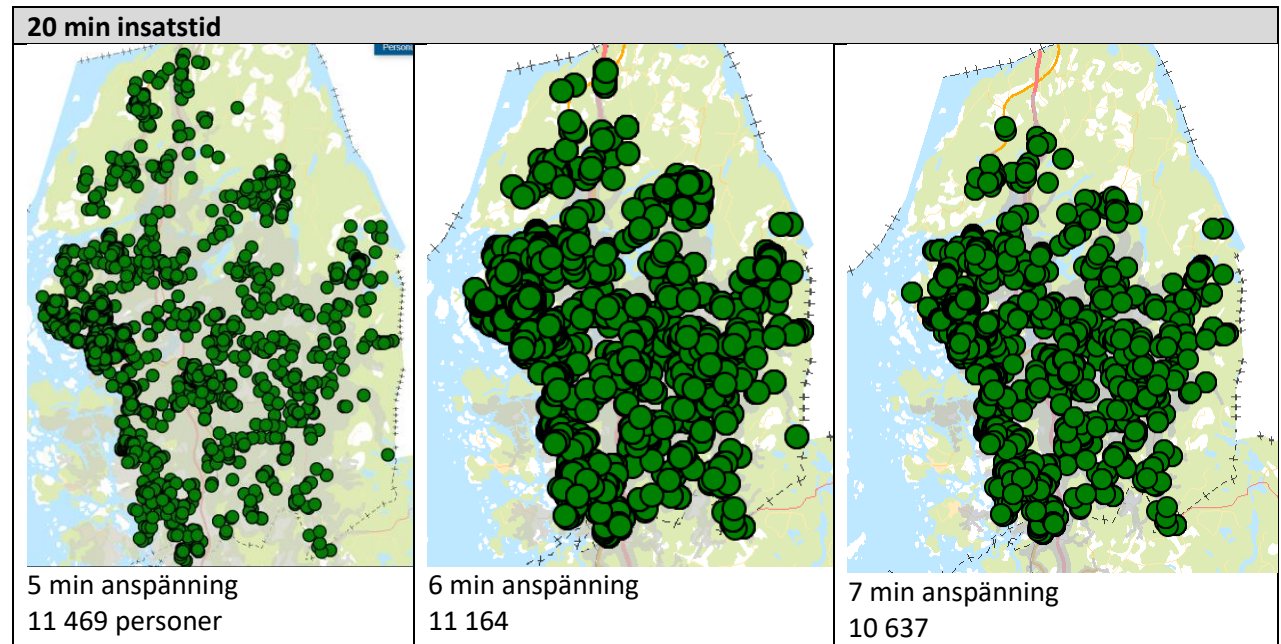 20 min insatstid
Person
5 min anspänning
11 469 personer
6 min anspänning
11 164
7 min anspänning
10 637